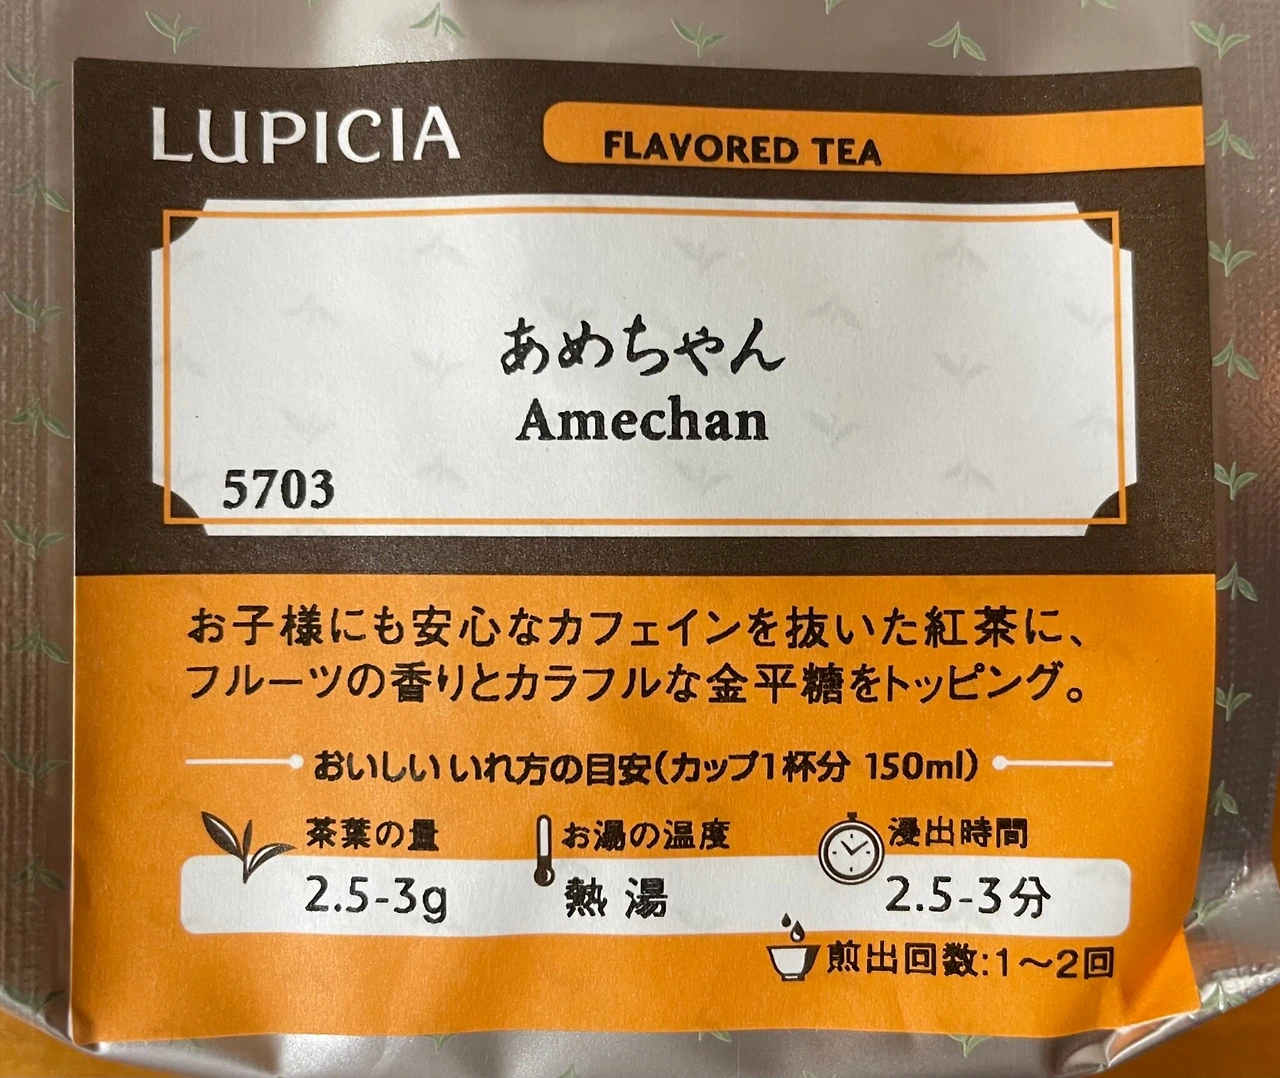 LUPICIA
FLAVORED TEA
あめちゃん
Amechan
5703
お子様にも安心なカフェインを抜いた紅茶に、
フルーツの香りとカラフルな金平糖をトッピング。
おいしいいれ方の目安(カップ1杯分 150ml)
茶葉の量
お湯の温度
浸出時間
2.5-3g
熱湯
2.5-3分
煎出回数:1～2回